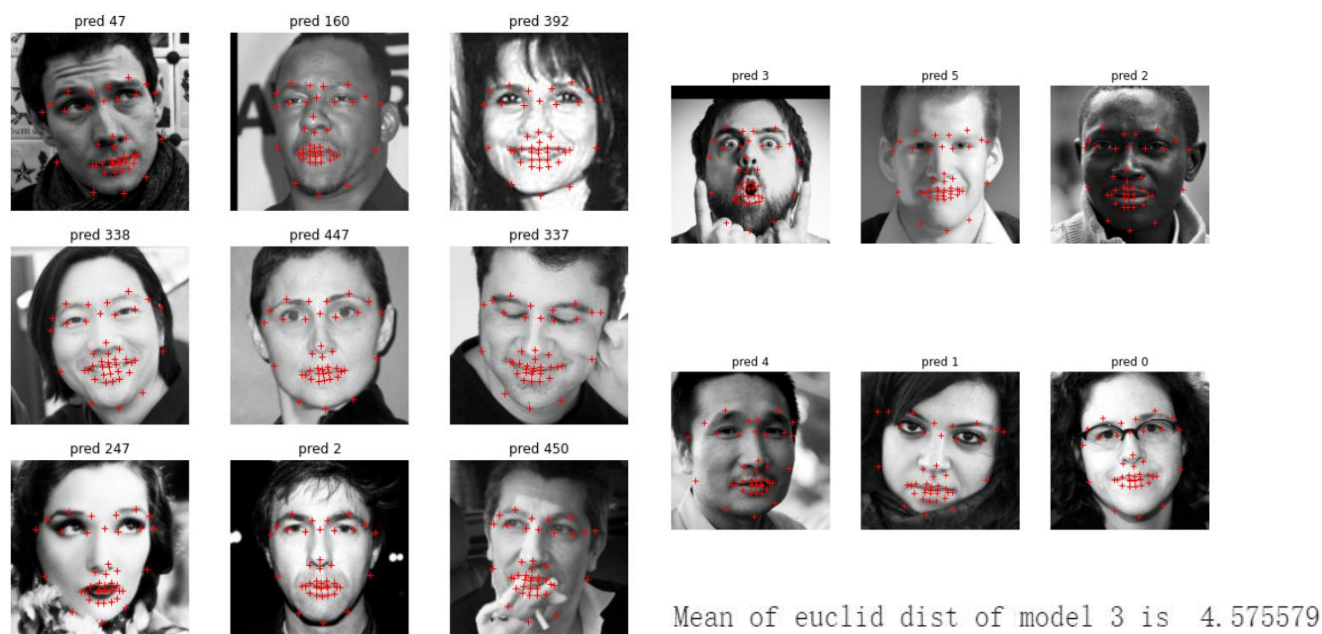 pred 47
pred 160
pred 392
pred 338
pred 447
pred 337
pred 247
pred 2
pred 450
pred 3
pred 5
pred 2
pred 4
pred 1
pred 0
Mean of euclid dist of model 3 is 4.575579